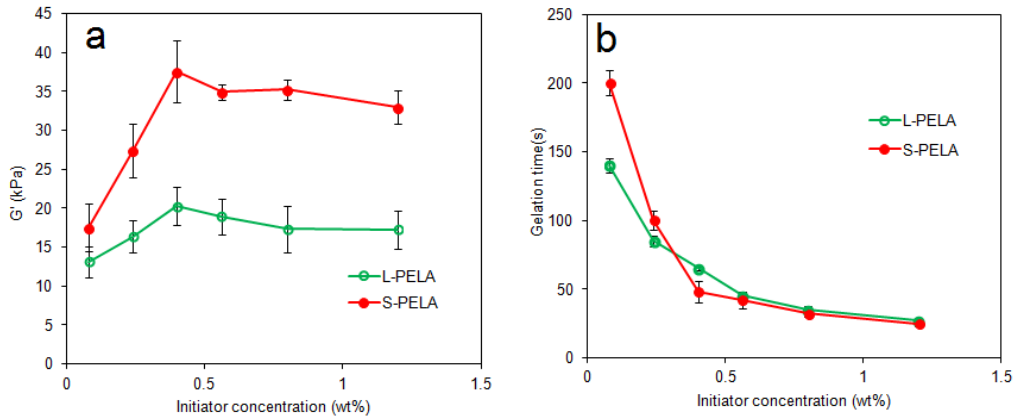 a
45
40
35
30
25
20
15
10
5
0
G' (kPa)
L-PELA
S-PELA
0 0.5 1 1.5
Initiator concentration (wt%)
b
250
200
150
100
50
0
Gelation time(s)
L-PELA
S-PELA
0 0.5 1 1.5
Initiator concentration (wt%)